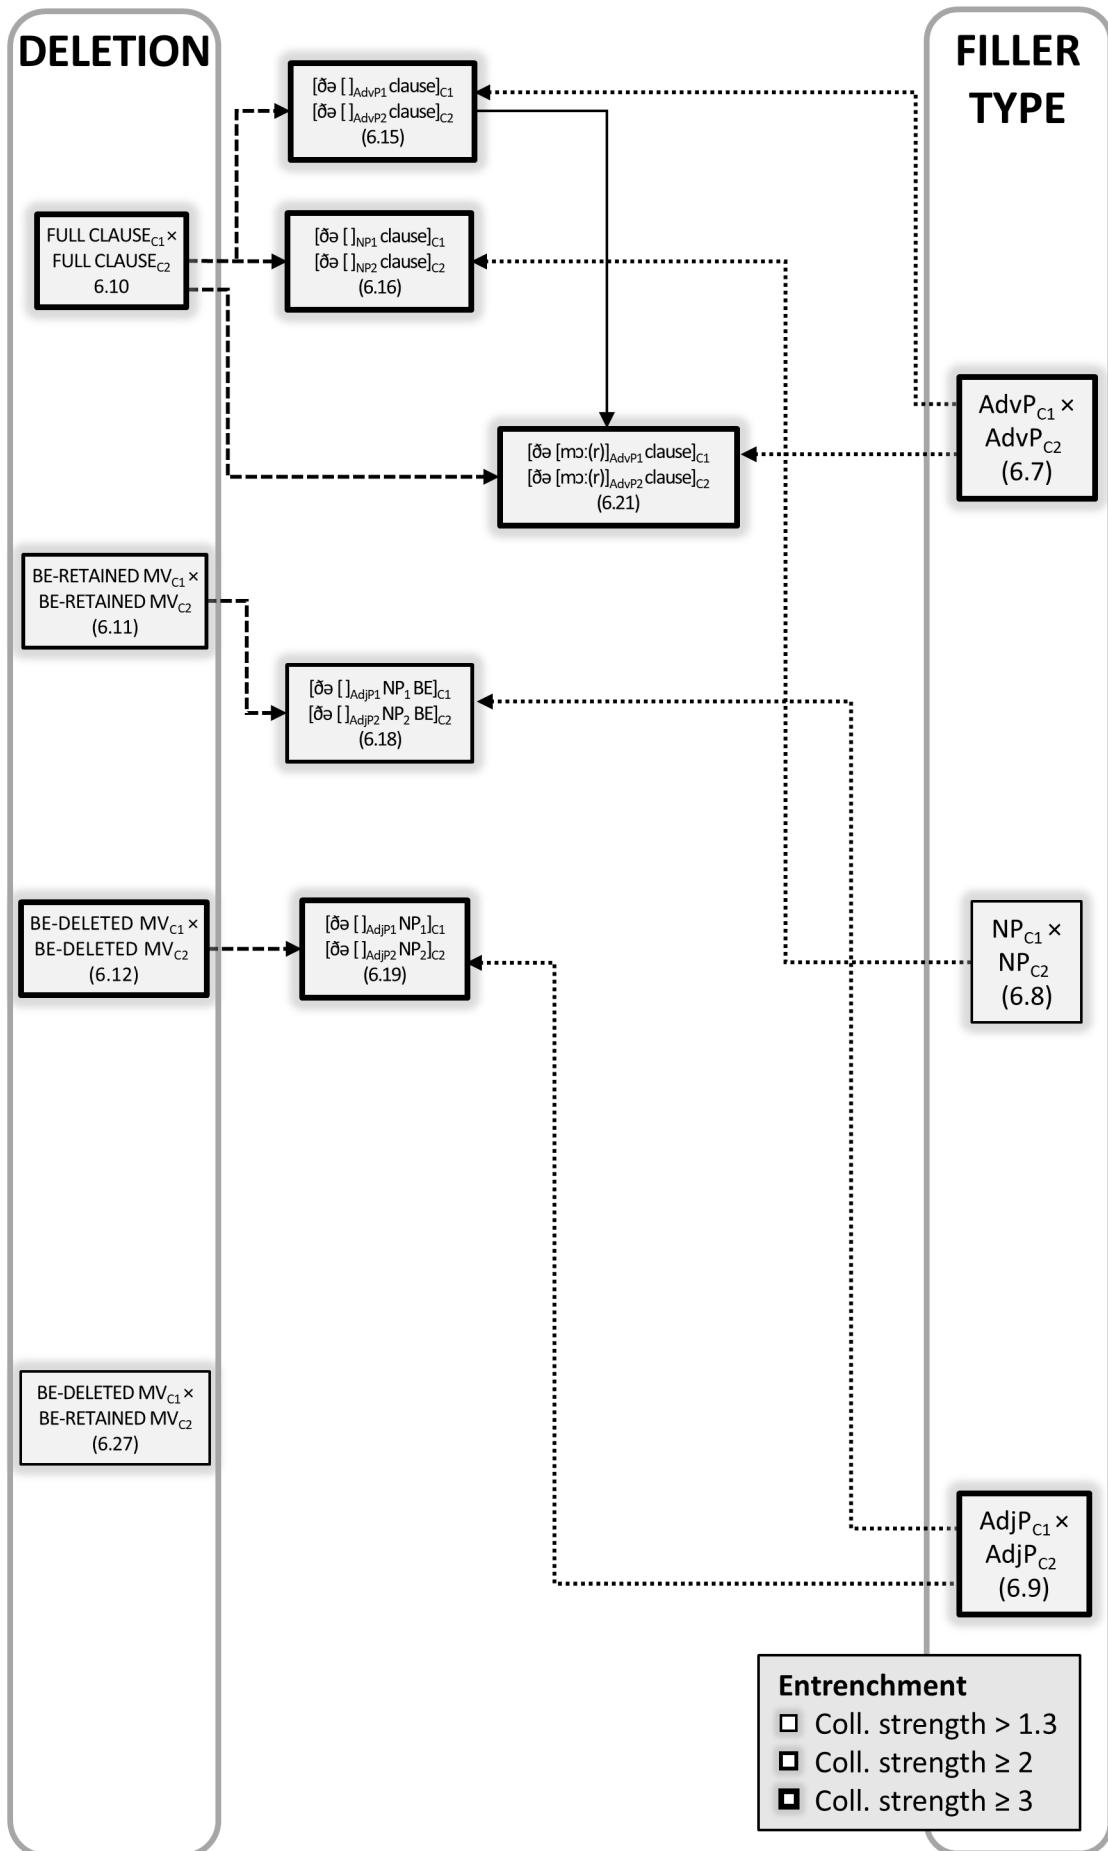 DELETION
FILLER
TYPE
[ðə [ ]AdvP1 clause]C1
[ðə [ ]AdvP2 clause]C2
(6.15)
FULL CLAUSEC1 ×
FULL CLAUSEC2
6.10
[ðə [ ]NP1 clause]C1
[ðə [ ]NP2 clause]C2
(6.16)
AdvPC1 ×
AdvPC2
(6.7)
[ðə [mɔː(r)]AdvP1 clause]C1
[ðə [mɔː(r)]AdvP2 clause]C2
(6.21)
BE-RETAINED MVC1 ×
BE-RETAINED MVC2
(6.11)
[ðə [ ]AdjP1 NP1 BE]C1
[ðə [ ]AdjP2 NP2 BE]C2
(6.18)
BE-DELETED MVC1 ×
BE-DELETED MVC2
(6.12)
[ðə [ ]AdjP1 NP1]C1
[ðə [ ]AdjP2 NP2]C2
(6.19)
NPC1 ×
NPC2
(6.8)
BE-DELETED MVC1 ×
BE-RETAINED MVC2
(6.27)
AdjPC1 ×
AdjPC2
(6.9)
Entrenchment
Coll. strength > 1.3
Coll. strength ≥ 2
Coll. strength ≥ 3